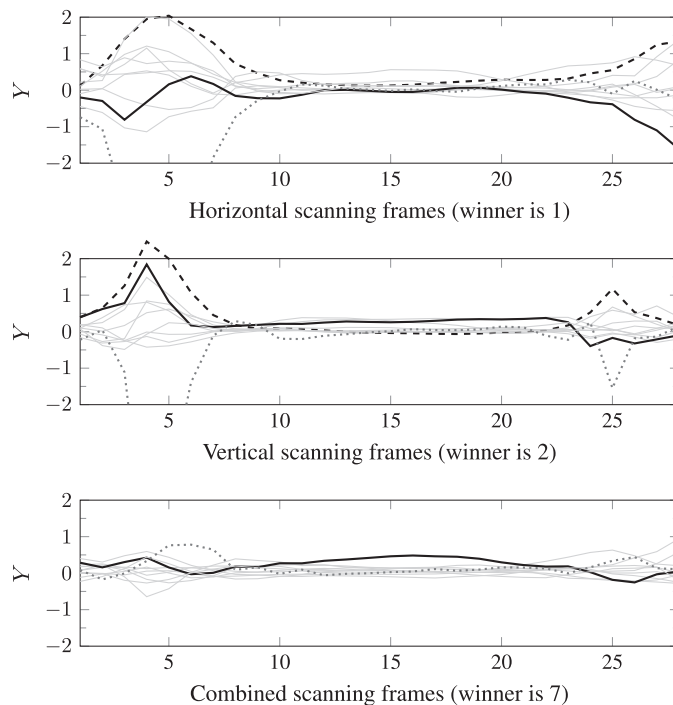 2
1
0
−1
−2
Y
5 10 15 20 25
Horizontal scanning frames (winner is 1)
2
1
0
−1
−2
Y
5 10 15 20 25
Vertical scanning frames (winner is 2)
2
1
0
−1
−2
Y
5 10 15 20 25
Combined scanning frames (winner is 7)